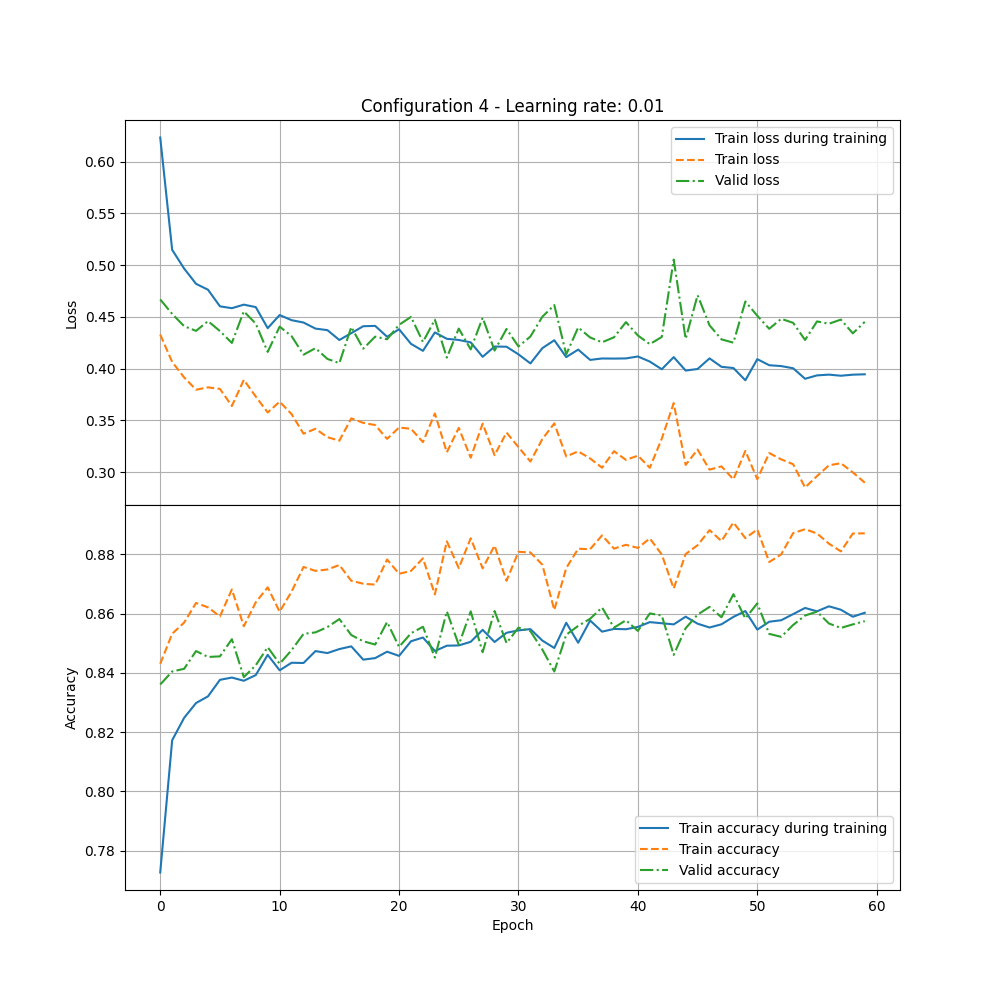 Configuration 4 - Learning rate: 0.01
Train loss during training
Train loss
Valid loss
0.60
0.55
0.50
0.45
0.40
0.35
0.30
Loss
0.88
0.86
0.84
0.82
0.80
0.78
Accuracy
Train accuracy during training
Train accuracy
Valid accuracy
0 10 20 30 40 50 60
Epoch